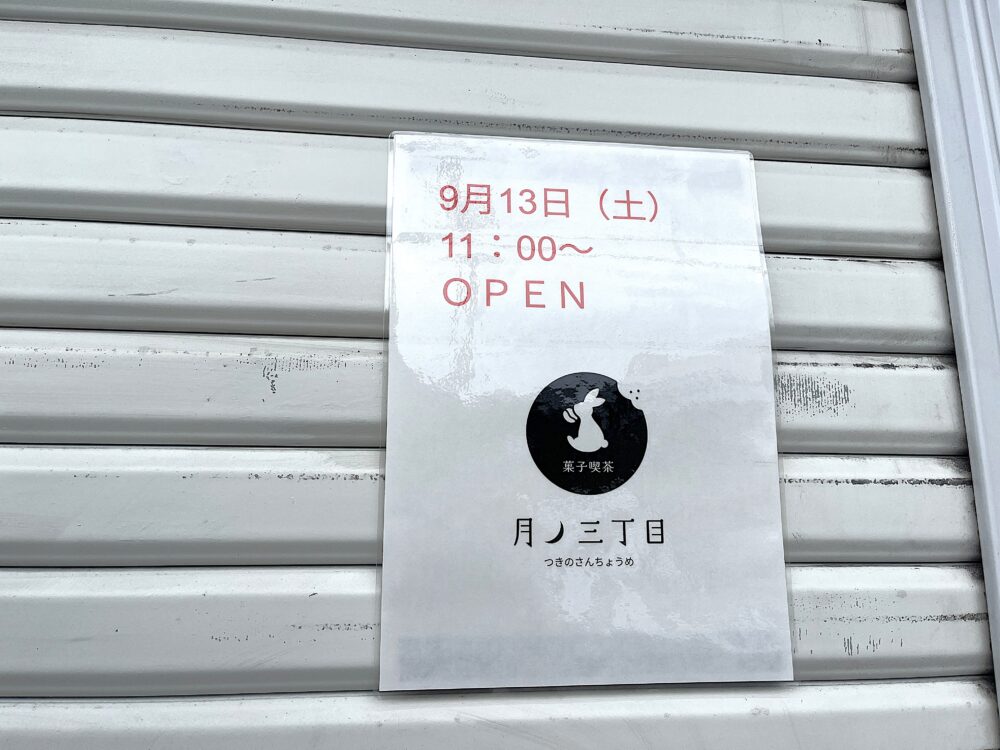 9月13日（土）
11：00～
ＯＰＥＮ
菓子喫茶
月ノ三丁目
つきのさんちょうめ